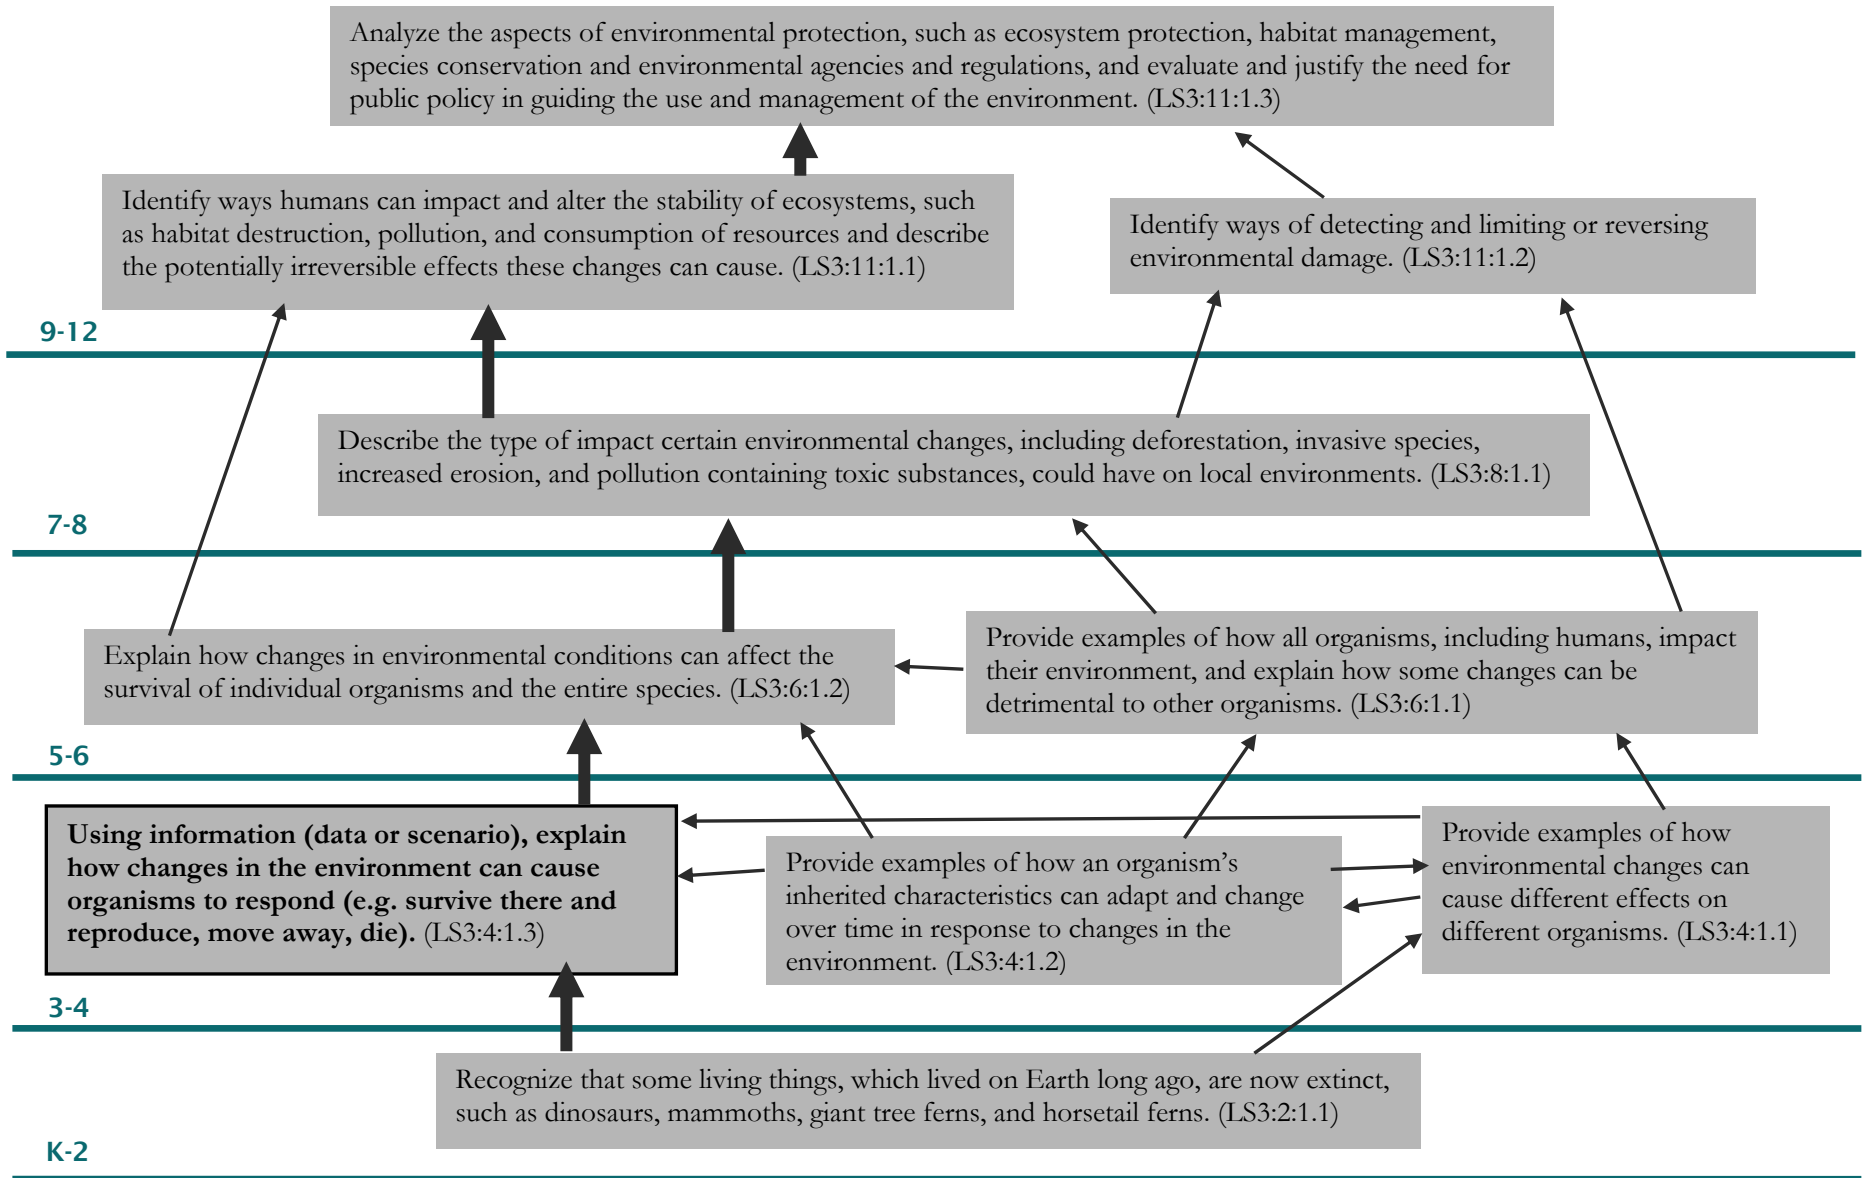 Analyze the aspects of environmental protection, such as ecosystem protection, habitat management,
species conservation and environmental agencies and regulations, and evaluate and justify the need for
public policy in guiding the use and management of the environment. (LS3:11:1.3)
Identify ways humans can impact and alter the stability of ecosystems, such
as habitat destruction, pollution, and consumption of resources and describe
the potentially irreversible effects these changes can cause. (LS3:11:1.1)
Identify ways of detecting and limiting or reversing
environmental damage. (LS3:11:1.2)
9-12
Describe the type of impact certain environmental changes, including deforestation, invasive species,
increased erosion, and pollution containing toxic substances, could have on local environments. (LS3:8:1.1)
7-8
Explain how changes in environmental conditions can affect the
survival of individual organisms and the entire species. (LS3:6:1.2)
Provide examples of how all organisms, including humans, impact
their environment, and explain how some changes can be
detrimental to other organisms. (LS3:6:1.1)
5-6
Using information (data or scenario), explain
how changes in the environment can cause
organisms to respond (e.g. survive there and
reproduce, move away, die). (LS3:4:1.3)
Provide examples of how an organism’s
inherited characteristics can adapt and change
over time in response to changes in the
environment. (LS3:4:1.2)
Provide examples of how
environmental changes can
cause different effects on
different organisms. (LS3:4:1.1)
3-4
Recognize that some living things, which lived on Earth long ago, are now extinct,
such as dinosaurs, mammoths, giant tree ferns, and horsetail ferns. (LS3:2:1.1)
K-2